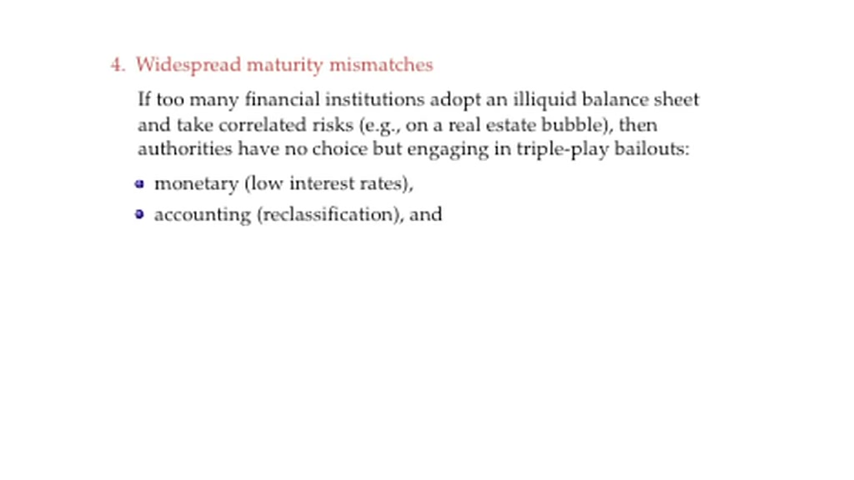 4. Widespread maturity mismatches
If too many financial institutions adopt an illiquid balance sheet
and take correlated risks (e.g., on a real estate bubble), then
authorities have no choice but engaging in triple-play bailouts:
monetary (low interest rates),
accounting (reclassification), and